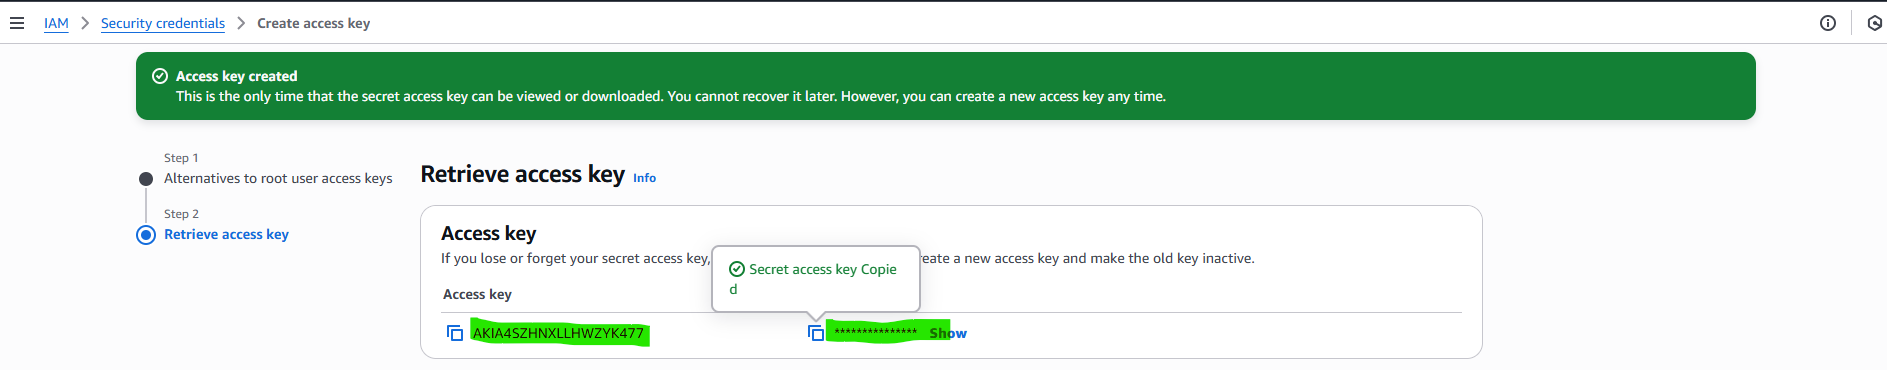 IAM > Security credentials > Create access key
Access key created
This is the only time that the secret access key can be viewed or downloaded. You cannot recover it later. However, you can create a new access key any time.
Step 1
Alternatives to root user access keys
Step 2
Retrieve access key
Retrieve access key Info
Access key
If you lose or forget your secret access key, reate a new access key and make the old key inactive.
Secret access key Copie
d
Access key
AKIA4SZHNXLLHWZYK477 *************** Show